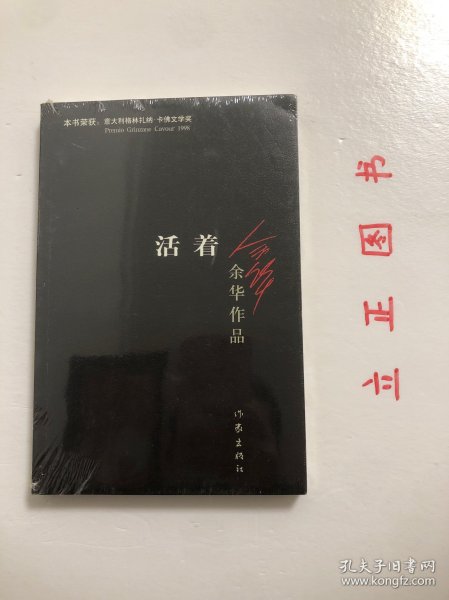 本书荣获：意大利格林扎纳·卡佛文学奖
Premio Grinzane Cavour 1998
活着
余华
余华作品
作家出版社
立正图书
孔夫子旧书网
www.kongfz.com